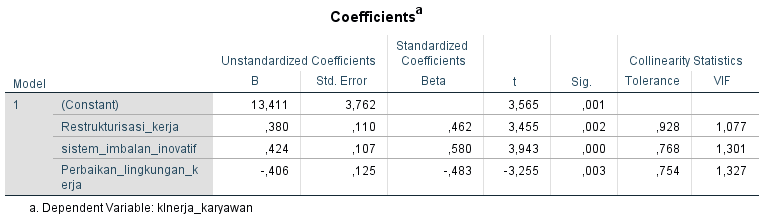 Coefficientsa
Unstandardized Coefficients Standardized Coefficients Collinearity Statistics
Model B Std. Error Beta t Sig. Tolerance VIF
1 (Constant) 13,411 3,762 3,565 ,001
Restrukturisasi_kerja ,380 ,110 ,462 3,455 ,002 ,928 1,077
sistem_imbalan_inovatif ,424 ,107 ,580 3,943 ,000 ,768 1,301
Perbaikan_lingkungan_k
erja -,406 ,125 -,483 -3,255 ,003 ,754 1,327
a. Dependent Variable: kInerja_karyawan